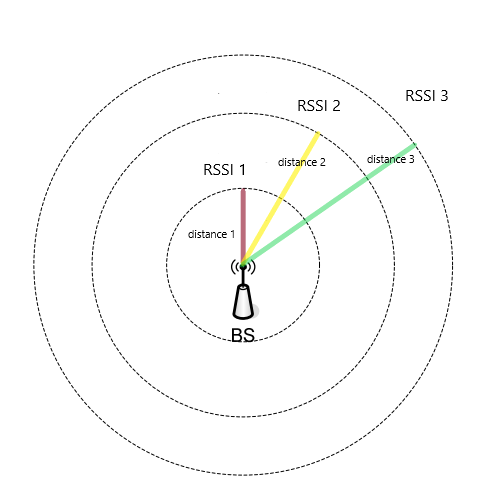 RSSI 3
RSSI 2
distance 2
distance 3
RSSI 1
distance 1
BS